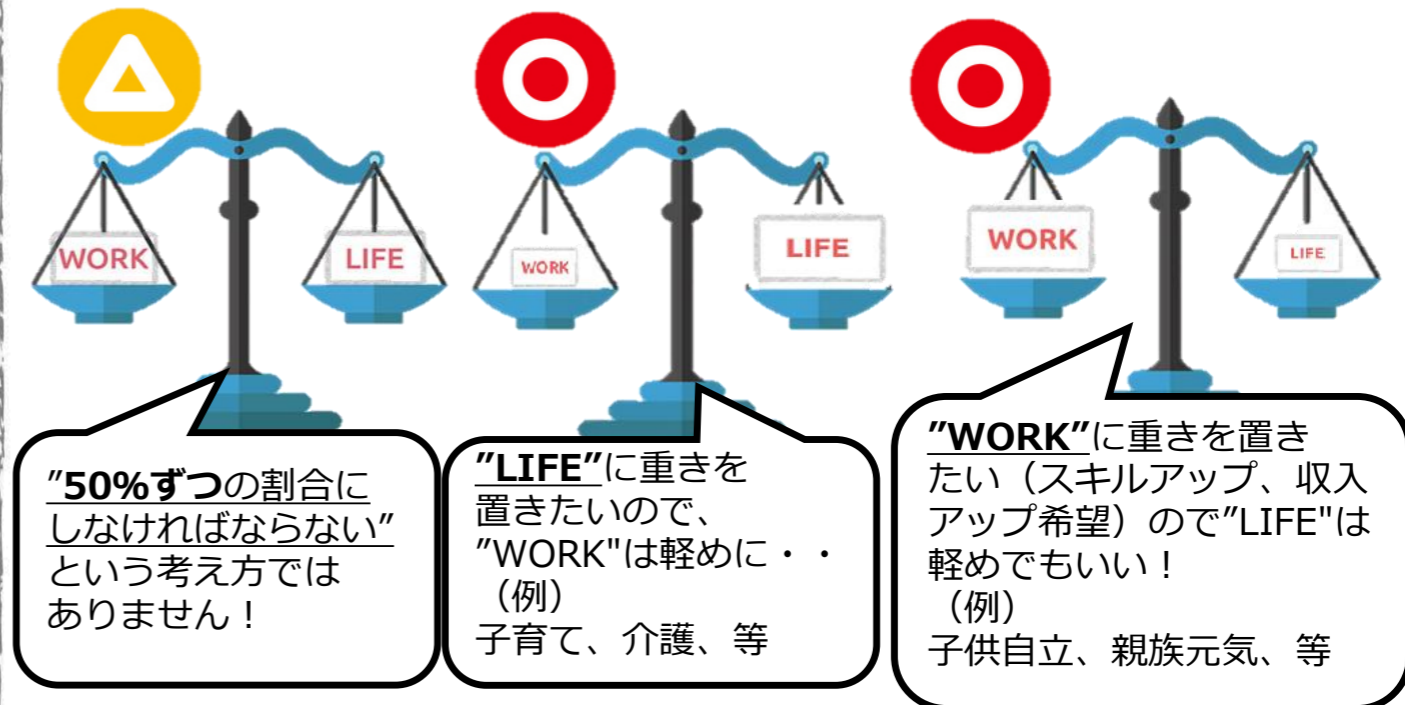 WORK
LIFE
WORK
LIFE
WORK
LIFE
”50%ずつの割合に
しなければならない”
という考え方では
ありません！
”LIFE”に重きを
置きたいので、
”WORK"は軽めに・・
（例）
子育て、介護、等
”WORK”に重きを置き
たい（スキルアップ、収入
アップ希望）ので”LIFE"は
軽めでもいい！
（例）
子供自立、親族元気、等